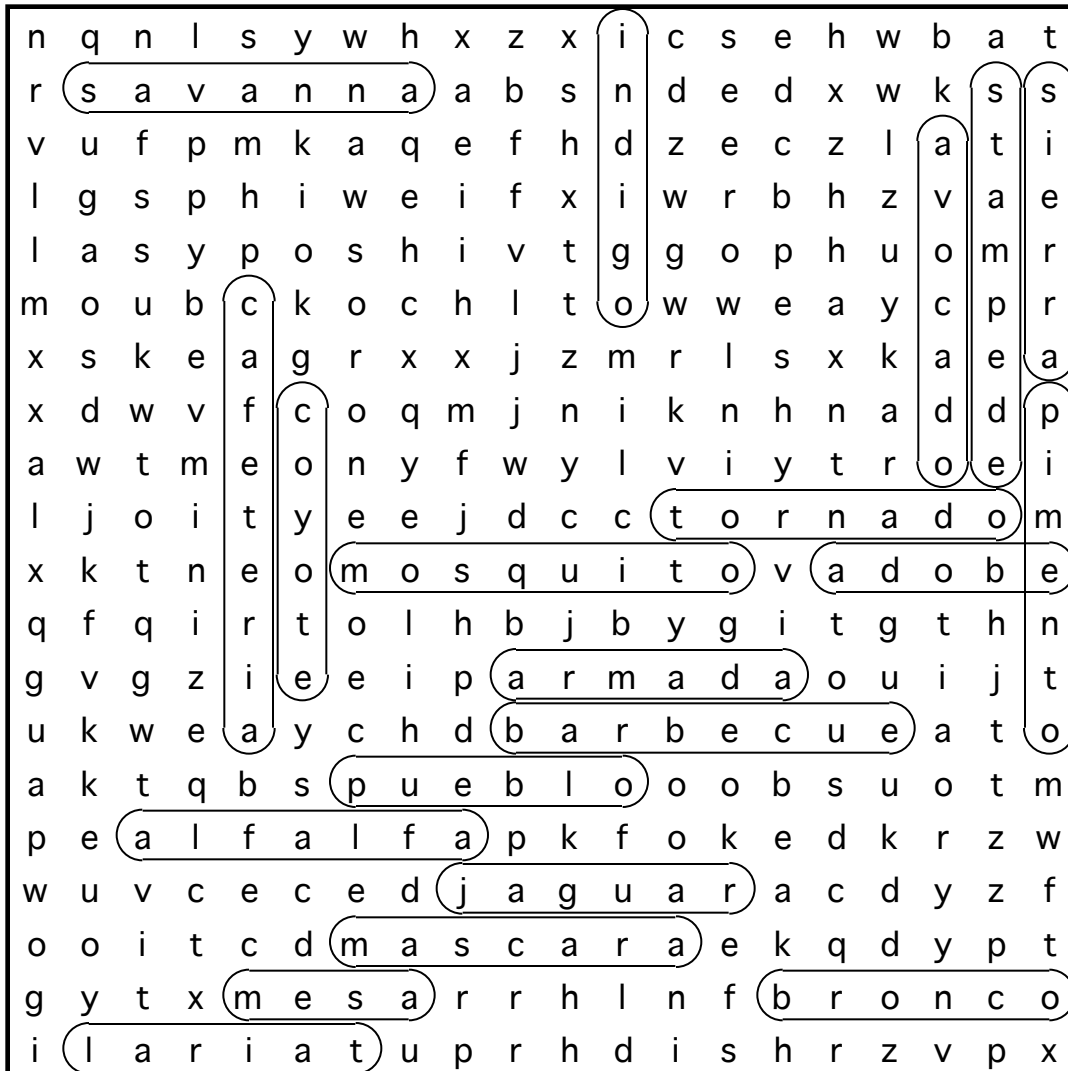 n q n l s y w h x z x i c s e h w b a t
r s a v a n n a a b s n d e d x w k s s
v u f p m k a q e f h d z e c z l a t i
l g s p h i w e i f x i w r b h z v a e
l a s y p o s h i v t g g o p h u o m r
m o u b c k o c h l t o w w e a y c p r
x s k e a g r x x j z m r l s x k a e a
x d w v f c o q m j n i k n h n a d d p
a w t m e o n y f w y l v i y t r o e i
l j o i t y e e j d c c t o r n a d o m
x k t n e o m o s q u i t o v a d o b e
q f q i r t o l h b j b y g i t g t h n
g v g z i e e i p a r m a d a o u i j t
u k w e a y c h d b a r b e c u e a t o
a k t q b s p u e b l o o o b s u o t m
p e a l f a l f a p k f o k e d k r z w
w u v c e c e d j a g u a r a c d y z f
o o i t c d m a s c a r a e k q d y p t
g y t x m e s a r r h l n f b r o n c o
i l a r i a t u p r h d i s h r z v p x